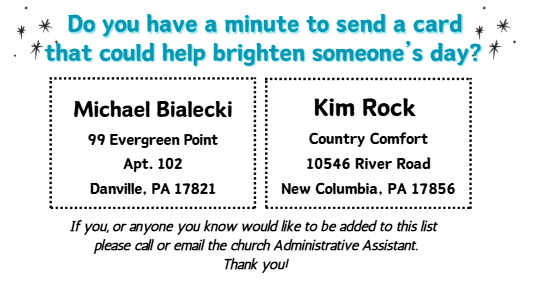 Do you have a minute to send a card
that could help brighten someone's day?
Michael Bialecki
99 Evergreen Point
Apt. 102
Danville, PA 17821
Kim Rock
Country Comfort
10546 River Road
New Columbia, PA 17856
If you, or anyone you know would like to be added to this list
please call or email the church Administrative Assistant.
Thank you!